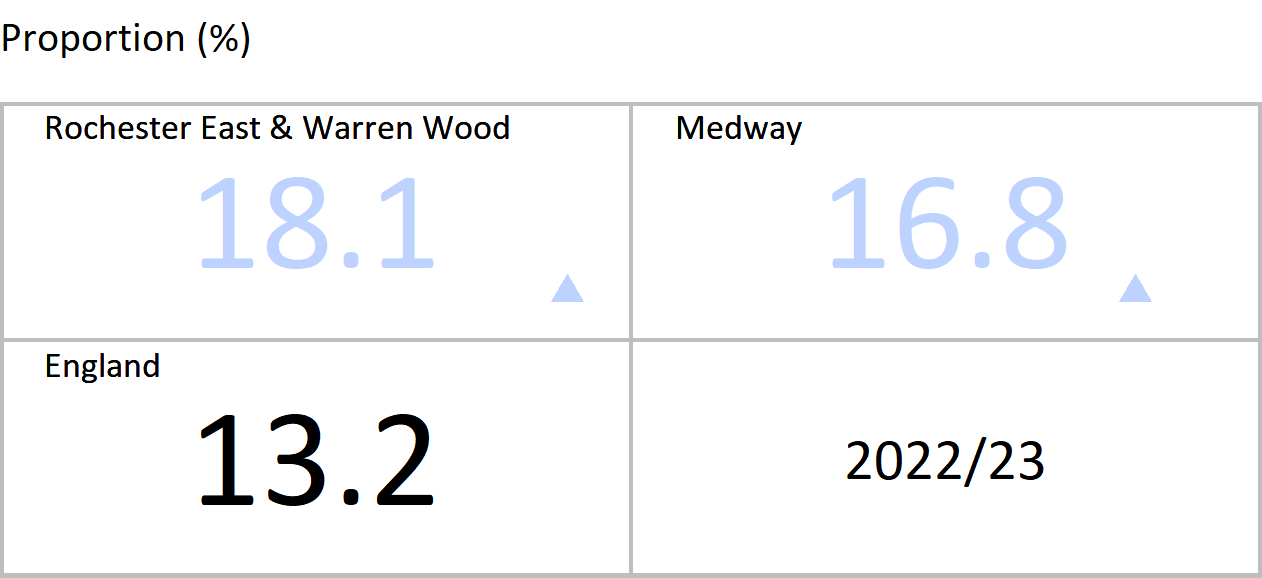 Proportion (%)
Rochester East & Warren Wood
18.1
Medway
16.8
England
13.2
2022/23